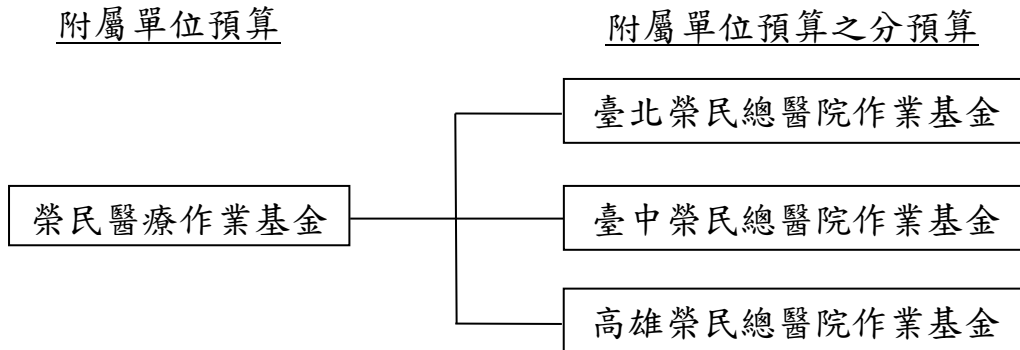 附屬單位預算
附屬單位預算之分預算
臺北榮民總醫院作業基金
榮民醫療作業基金
臺中榮民總醫院作業基金
高雄榮民總醫院作業基金